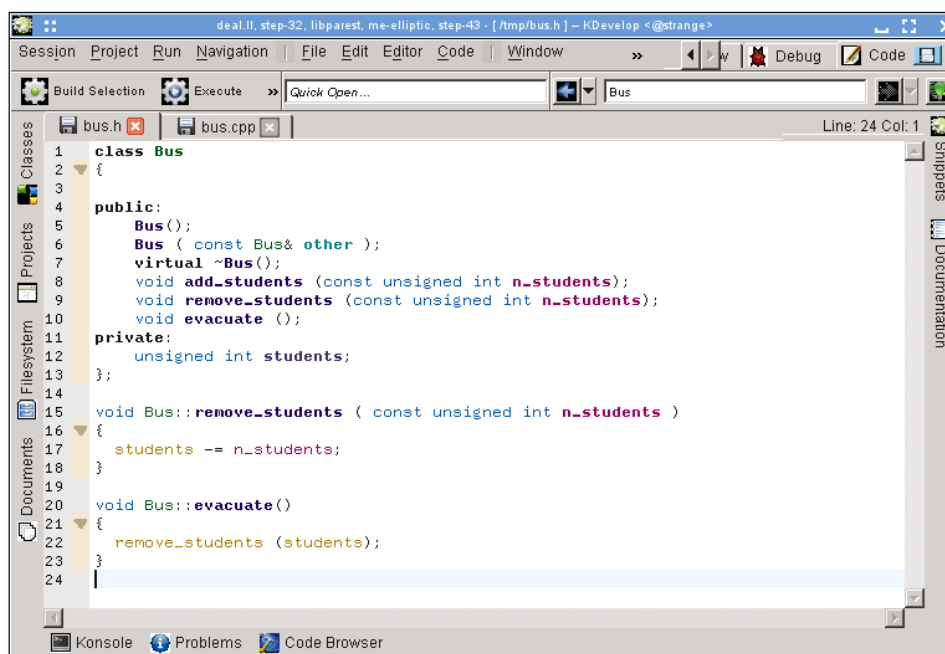 deal.II, step-32, libparest, me-elliptic, step-43 - [ /tmp/bus.h ] – KDevelop <@strange>
Session Project Run Navigation File Edit Editor Code Window » Debug Code
Build Selection Execute » Quick Open... Bus
bus.h bus.cpp Line: 24 Col: 1
Classes
Projects
Filesystem
Documents
1 class Bus
2 {
3
4 public:
5 Bus();
6 Bus ( const Bus& other );
7 virtual ~Bus();
8 void add_students (const unsigned int n_students);
9 void remove_students (const unsigned int n_students);
10 void evacuate ();
11 private:
12 unsigned int students;
13 };
14
15 void Bus::remove_students ( const unsigned int n_students )
16 {
17 students -= n_students;
18 }
19
20 void Bus::evacuate()
21 {
22 remove_students (students);
23 }
24
Snippets
Documentation
Konsole Problems Code Browser